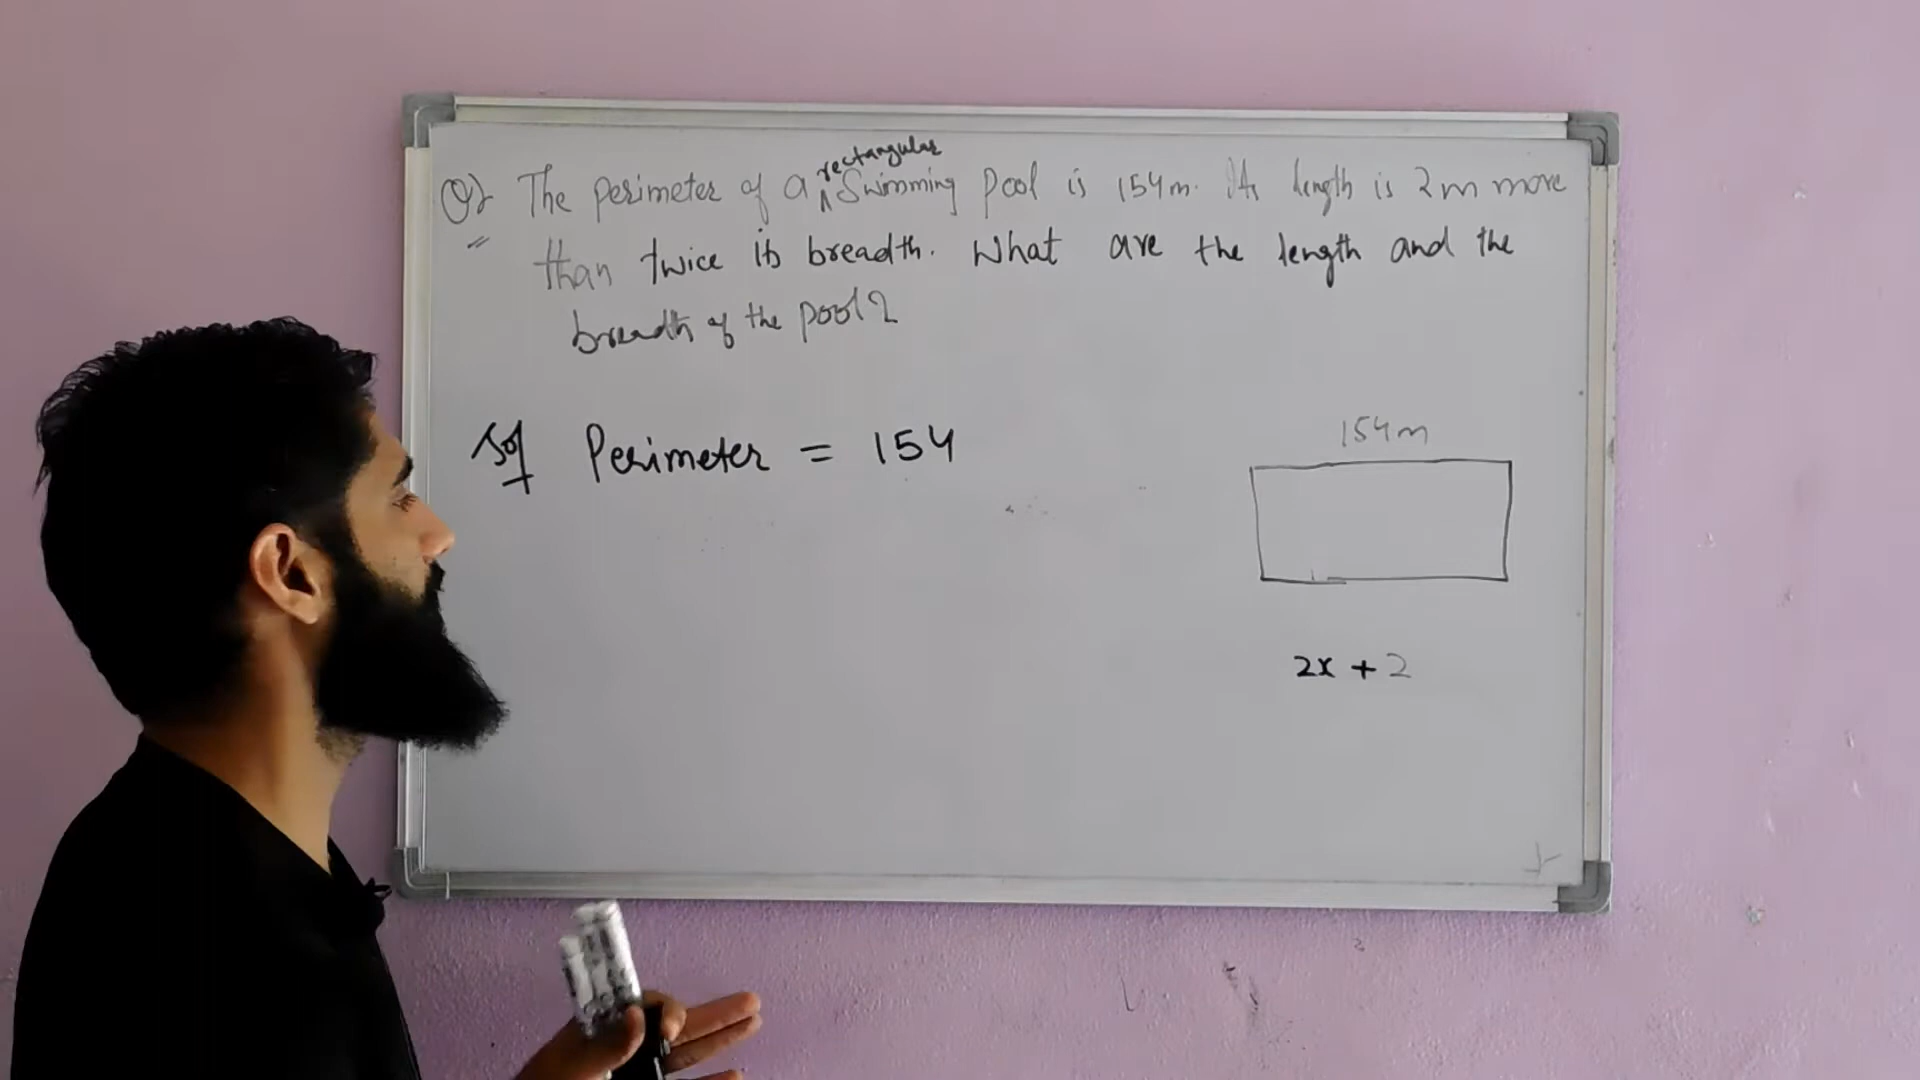 Q2 The perimeter of a rectangular Swimming pool is 154m. Its length is 2m more
than twice its breadth. What are the length and the
breadth of the pool?
Sol Perimeter = 154
154m
2x + 2